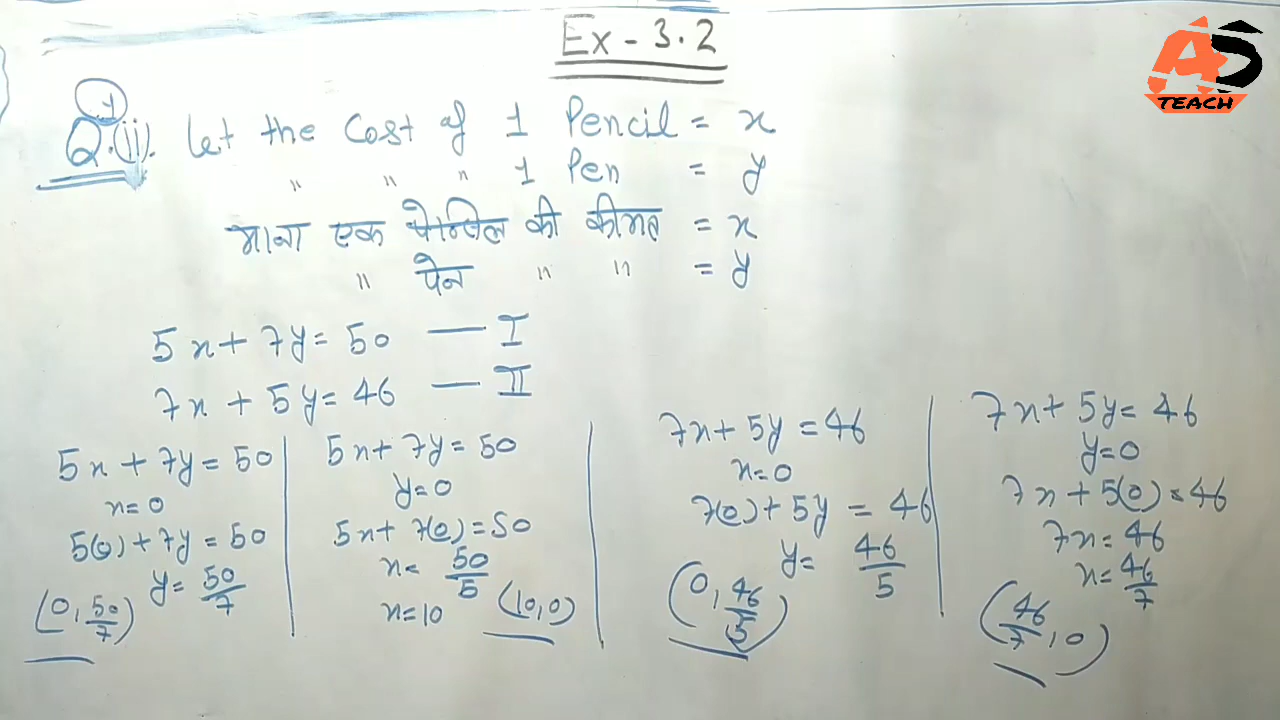 Ex - 3.2
AS
TEACH
1
Q.(ii). Let the Cost of 1 Pencil = x
" " " 1 Pen = y
माना एक पेन्सिल की कीमत = x
" पेन " " = y
5x + 7y = 50 — I
7x + 5y = 46 — II
5x + 7y = 50
x = 0
5(0) + 7y = 50
y = 50/7
(0, 50/7)
5x + 7y = 50
y = 0
5x + 7(0) = 50
x = 50/5
x = 10 (10, 0)
7x + 5y = 46
x = 0
7(0) + 5y = 46
y = 46/5
(0, 46/5)
7x + 5y = 46
y = 0
7x + 5(0) = 46
7x = 46
x = 46/7
(46/7, 0)